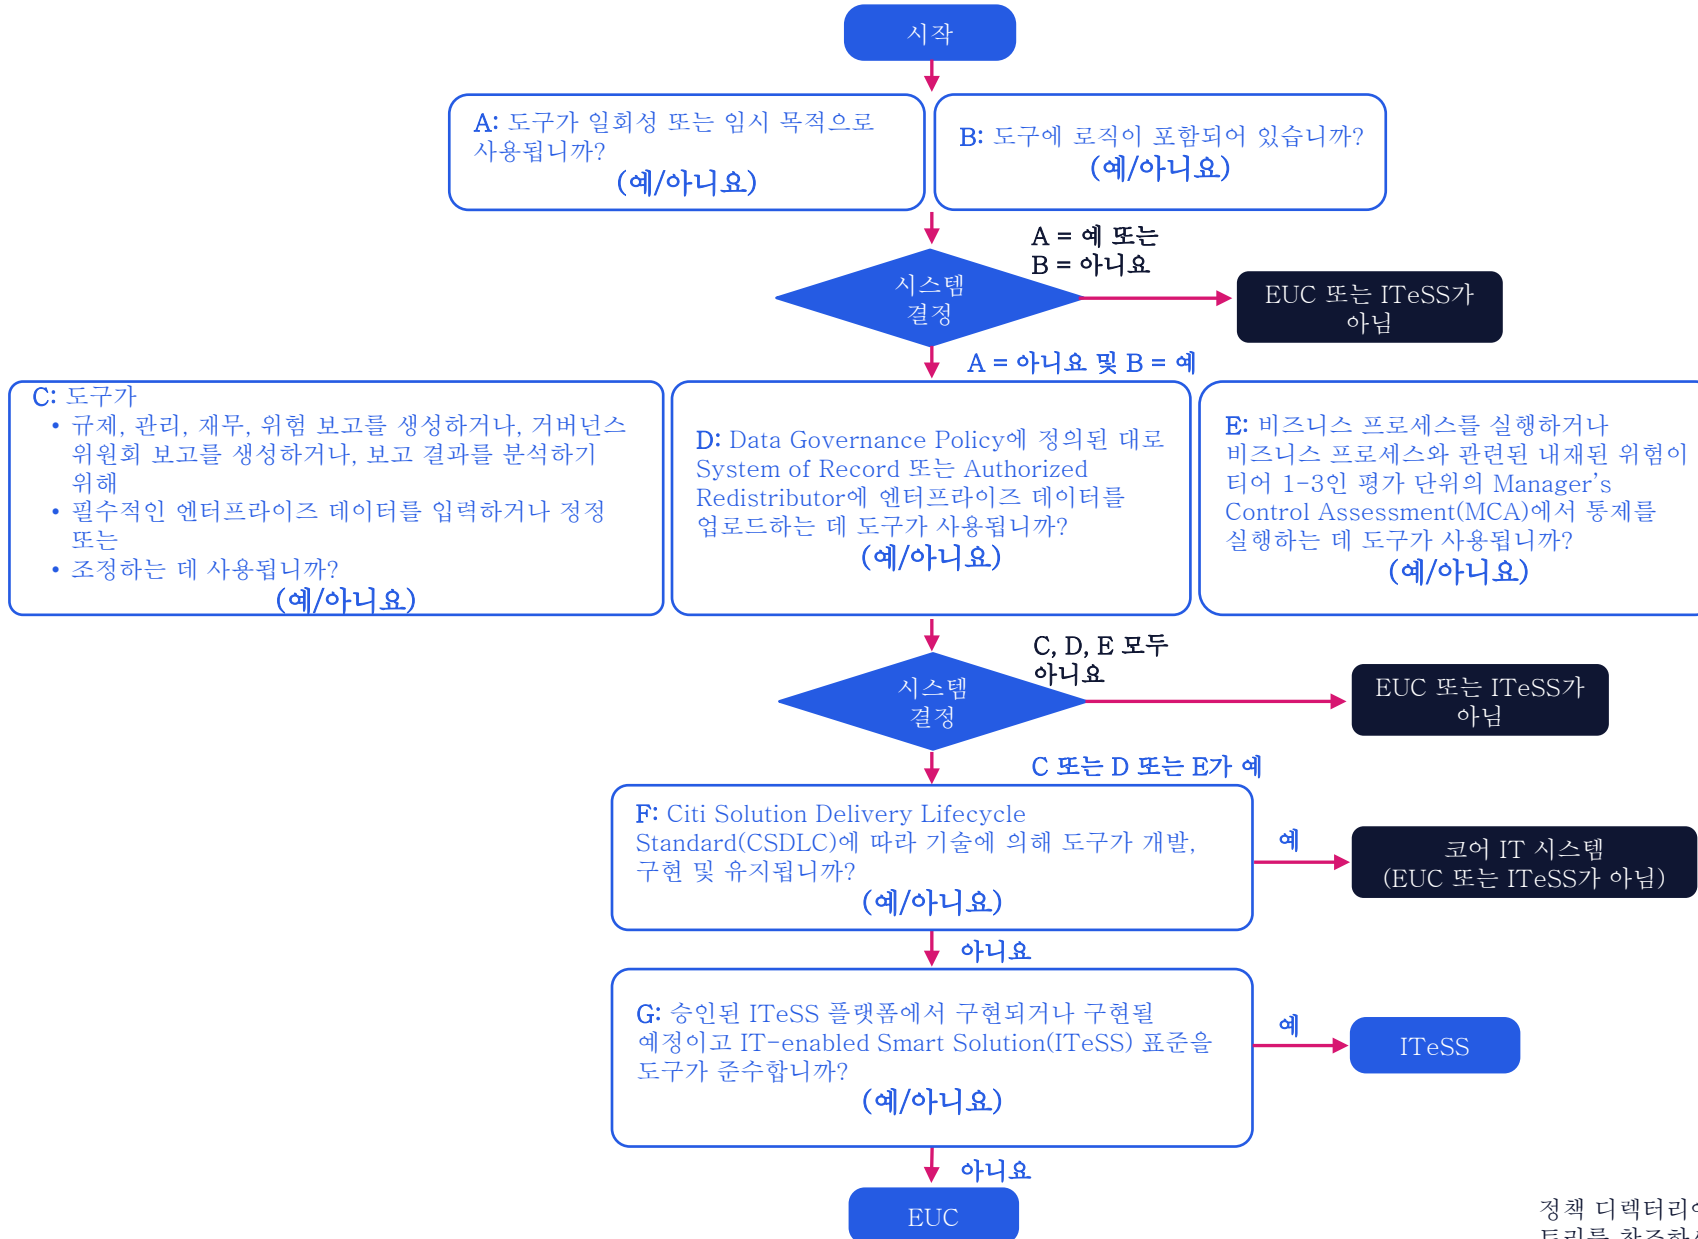 시작
A: 도구가 일회성 또는 임시 목적으로
사용됩니까?
(예/아니요)
B: 도구에 로직이 포함되어 있습니까?
(예/아니요)
A = 예 또는
B = 아니요
시스템
결정
EUC 또는 ITeSS가
아님
A = 아니요 및 B = 예
C: 도구가
• 규제, 관리, 재무, 위험 보고를 생성하거나, 거버넌스
위원회 보고를 생성하거나, 보고 결과를 분석하기
위해
• 필수적인 엔터프라이즈 데이터를 입력하거나 정정
또는
• 조정하는 데 사용됩니까?
(예/아니요)
D: Data Governance Policy에 정의된 대로
System of Record 또는 Authorized
Redistributor에 엔터프라이즈 데이터를
업로드하는 데 도구가 사용됩니까?
(예/아니요)
E: 비즈니스 프로세스를 실행하거나
비즈니스 프로세스와 관련된 내재된 위험이
티어 1-3인 평가 단위의 Manager’s
Control Assessment(MCA)에서 통제를
실행하는 데 도구가 사용됩니까?
(예/아니요)
C, D, E 모두
아니요
시스템
결정
EUC 또는 ITeSS가
아님
C 또는 D 또는 E가 예
F: Citi Solution Delivery Lifecycle
Standard(CSDLC)에 따라 기술에 의해 도구가 개발,
구현 및 유지됩니까?
(예/아니요)
예
코어 IT 시스템
(EUC 또는 ITeSS가 아님)
아니요
G: 승인된 ITeSS 플랫폼에서 구현되거나 구현될
예정이고 IT-enabled Smart Solution(ITeSS) 표준을
도구가 준수합니까?
(예/아니요)
예
ITeSS
아니요
EUC
정책 디렉터리에